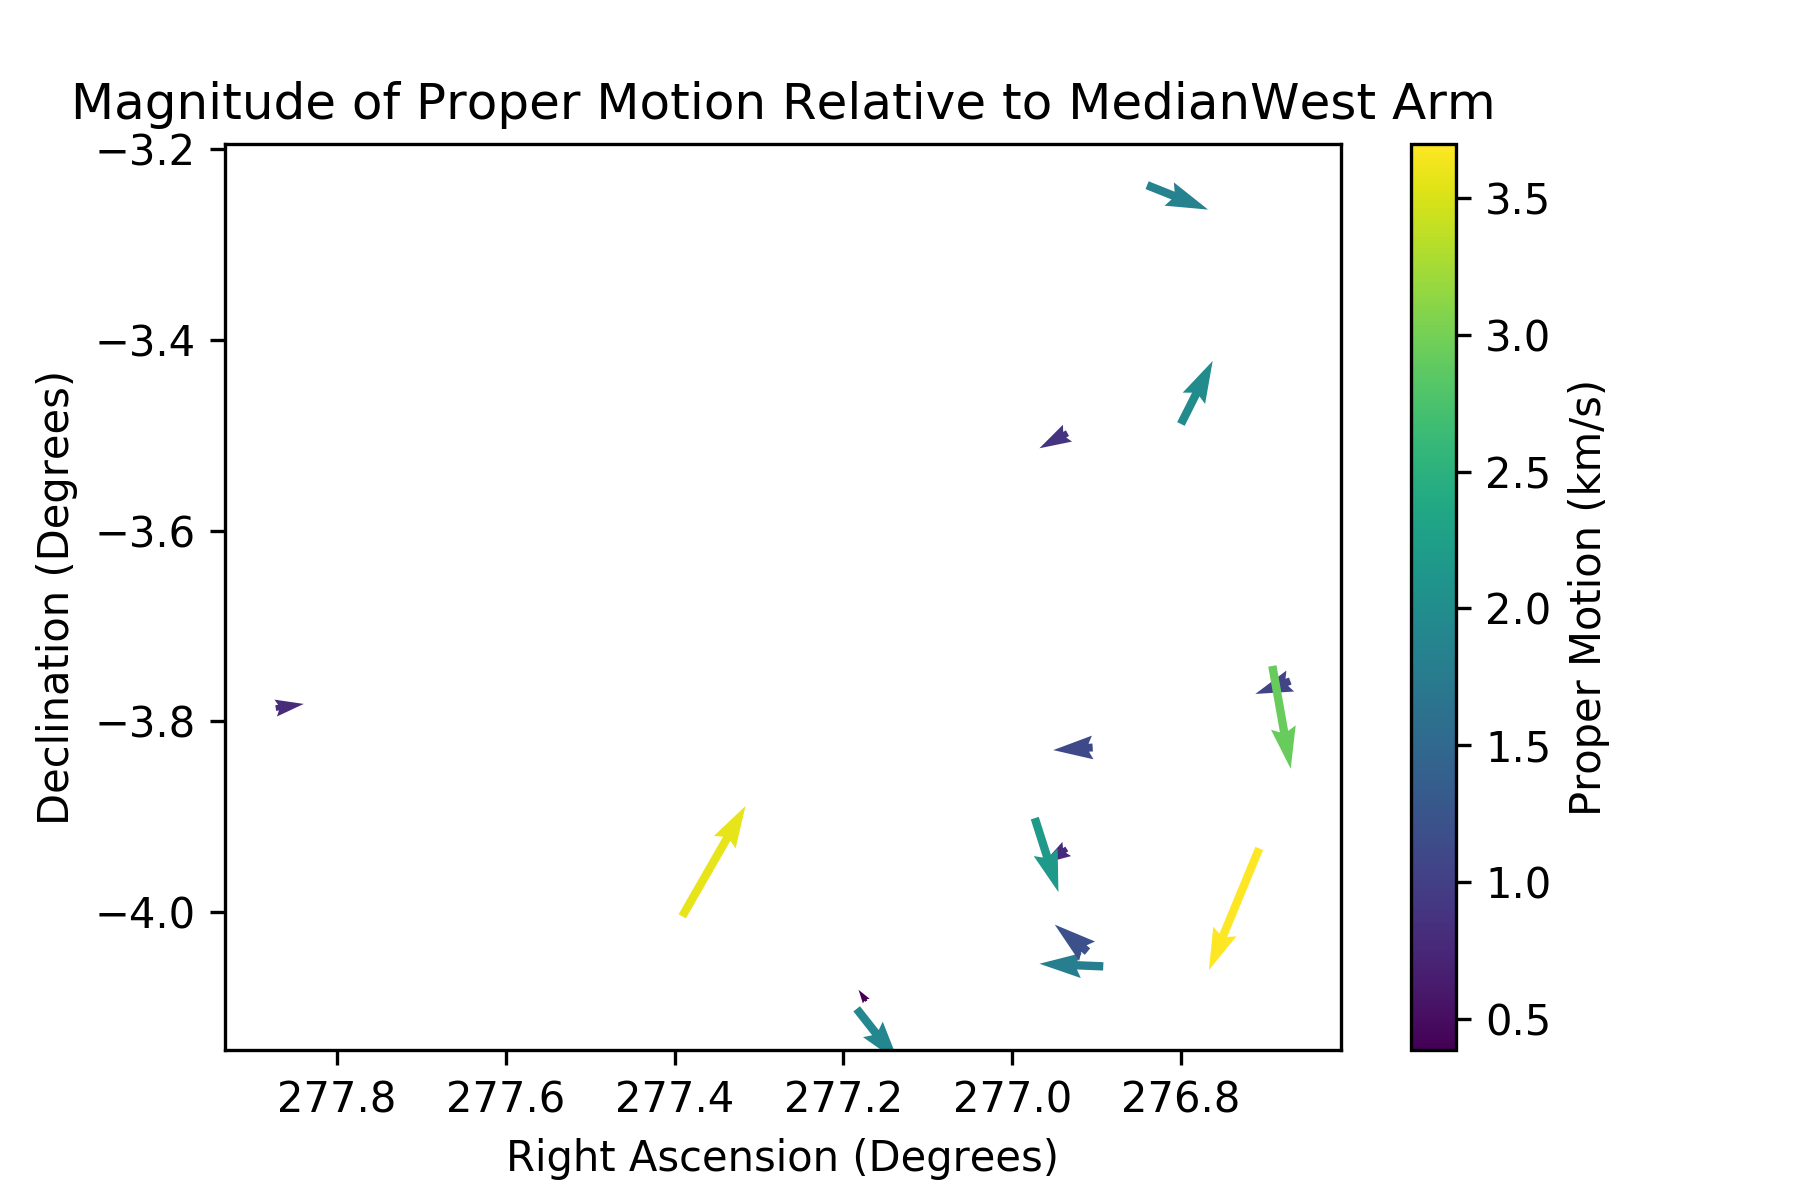 Magnitude of Proper Motion Relative to MedianWest Arm
−3.2
−3.4
−3.6
−3.8
−4.0
Declination (Degrees)
277.8 277.6 277.4 277.2 277.0 276.8
Right Ascension (Degrees)
3.5
3.0
2.5
2.0
1.5
1.0
0.5
Proper Motion (km/s)